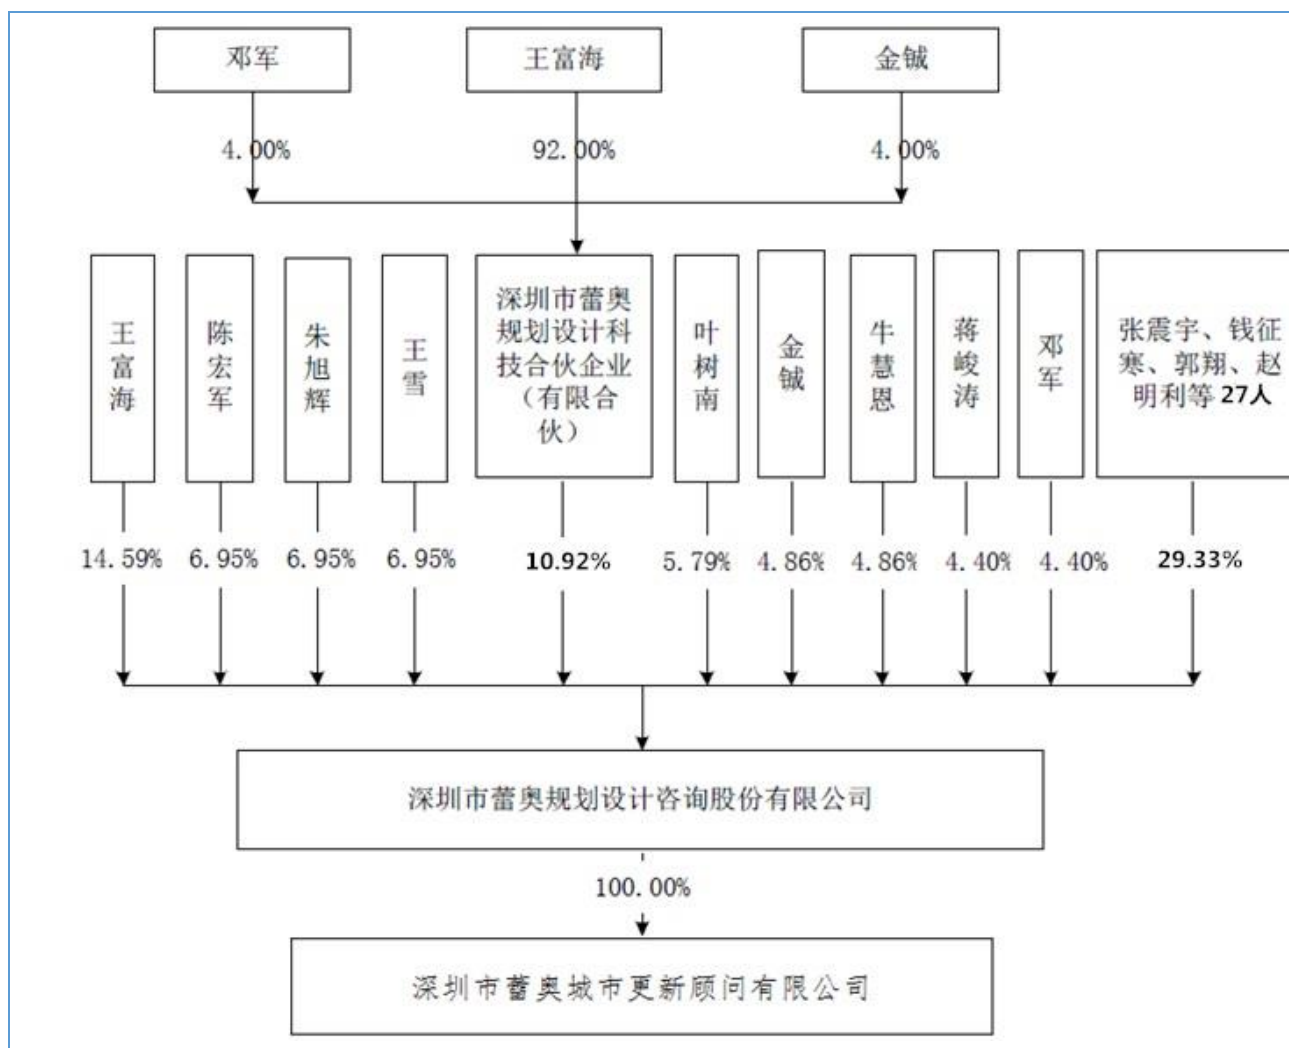 邓军
王富海
金铖
4.00%
92.00%
4.00%
王富海
陈宏军
朱旭辉
王雪
深圳市蕾奥
规划设计科
技合伙企业
（有限合
伙）
叶树南
金铖
牛慧恩
蒋峻涛
邓军
张震宇、钱征
寒、郭翔、赵
明利等 27人
14.59%
6.95%
6.95%
6.95%
10.92%
5.79%
4.86%
4.86%
4.40%
4.40%
29.33%
深圳市蕾奥规划设计咨询股份有限公司
100.00%
深圳市蕾奥城市更新顾问有限公司